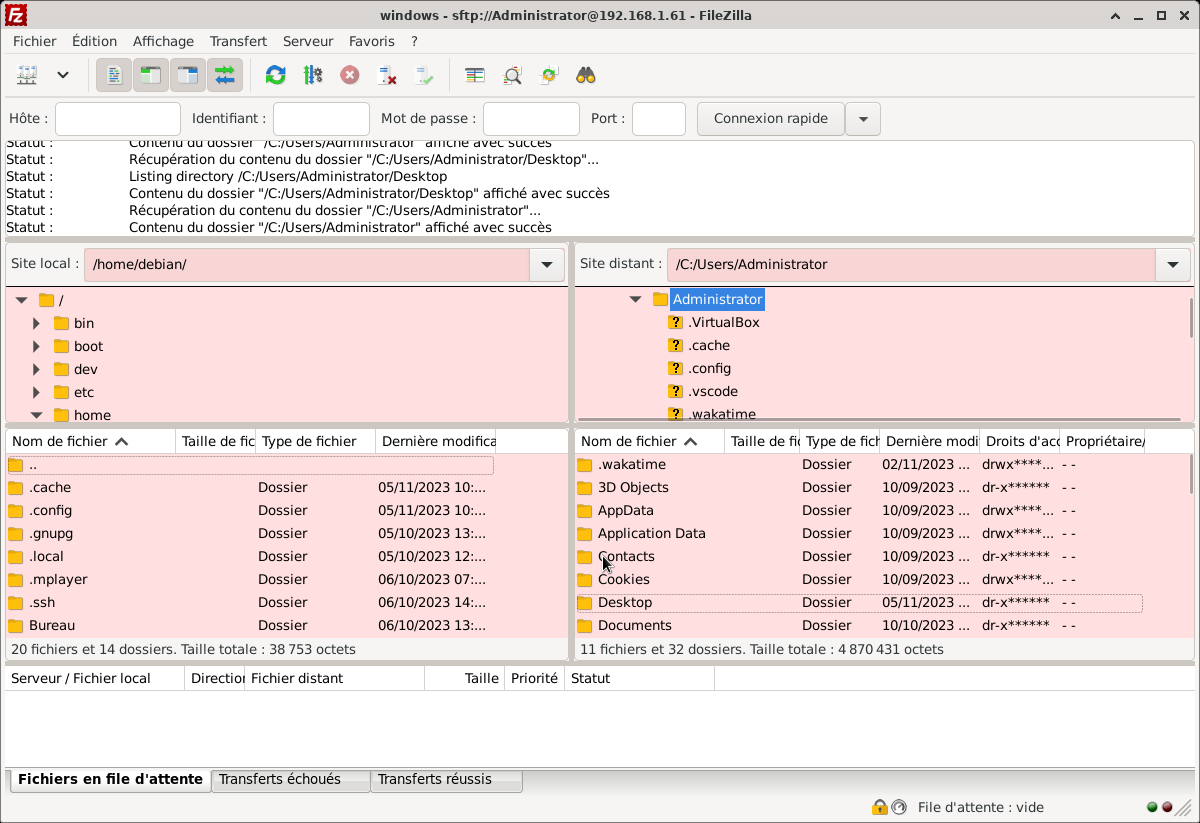 windows - sftp://Administrator@192.168.1.61 - FileZilla
Fichier Édition Affichage Transfert Serveur Favoris ?
Hôte : Identifiant : Mot de passe : Port : Connexion rapide
Statut : Contenu du dossier "/C:/Users/Administrator" affiché avec succès
Statut : Récupération du contenu du dossier "/C:/Users/Administrator/Desktop"...
Statut : Listing directory /C:/Users/Administrator/Desktop
Statut : Contenu du dossier "/C:/Users/Administrator/Desktop" affiché avec succès
Statut : Récupération du contenu du dossier "/C:/Users/Administrator"...
Statut : Contenu du dossier "/C:/Users/Administrator" affiché avec succès
Site local : /home/debian/
/
bin
boot
dev
etc
home
Site distant : /C:/Users/Administrator
Administrator
? .VirtualBox
? .cache
? .config
? .vscode
? .wakatime
Nom de fichier Taille de fic Type de fichier Dernière modifica
..
.cache Dossier 05/11/2023 10:...
.config Dossier 05/11/2023 10:...
.gnupg Dossier 05/10/2023 13:...
.local Dossier 05/10/2023 12:...
.mplayer Dossier 06/10/2023 07:...
.ssh Dossier 06/10/2023 14:...
Bureau Dossier 06/10/2023 13:...
20 fichiers et 14 dossiers. Taille totale : 38 753 octets
Nom de fichier Taille de fic Type de fich Dernière modi Droits d'acc Propriétaire/
.wakatime Dossier 02/11/2023 ... drwx****... - -
3D Objects Dossier 10/09/2023 ... dr-x****** - -
AppData Dossier 10/09/2023 ... drwx****... - -
Application Data Dossier 10/09/2023 ... drwx****... - -
Contacts Dossier 10/09/2023 ... dr-x****** - -
Cookies Dossier 10/09/2023 ... drwx****... - -
Desktop Dossier 05/11/2023 ... dr-x****** - -
Documents Dossier 10/10/2023 ... dr-x****** - -
11 fichiers et 32 dossiers. Taille totale : 4 870 431 octets
Serveur / Fichier local Direction Fichier distant Taille Priorité Statut
Fichiers en file d'attente Transferts échoués Transferts réussis
File d'attente : vide